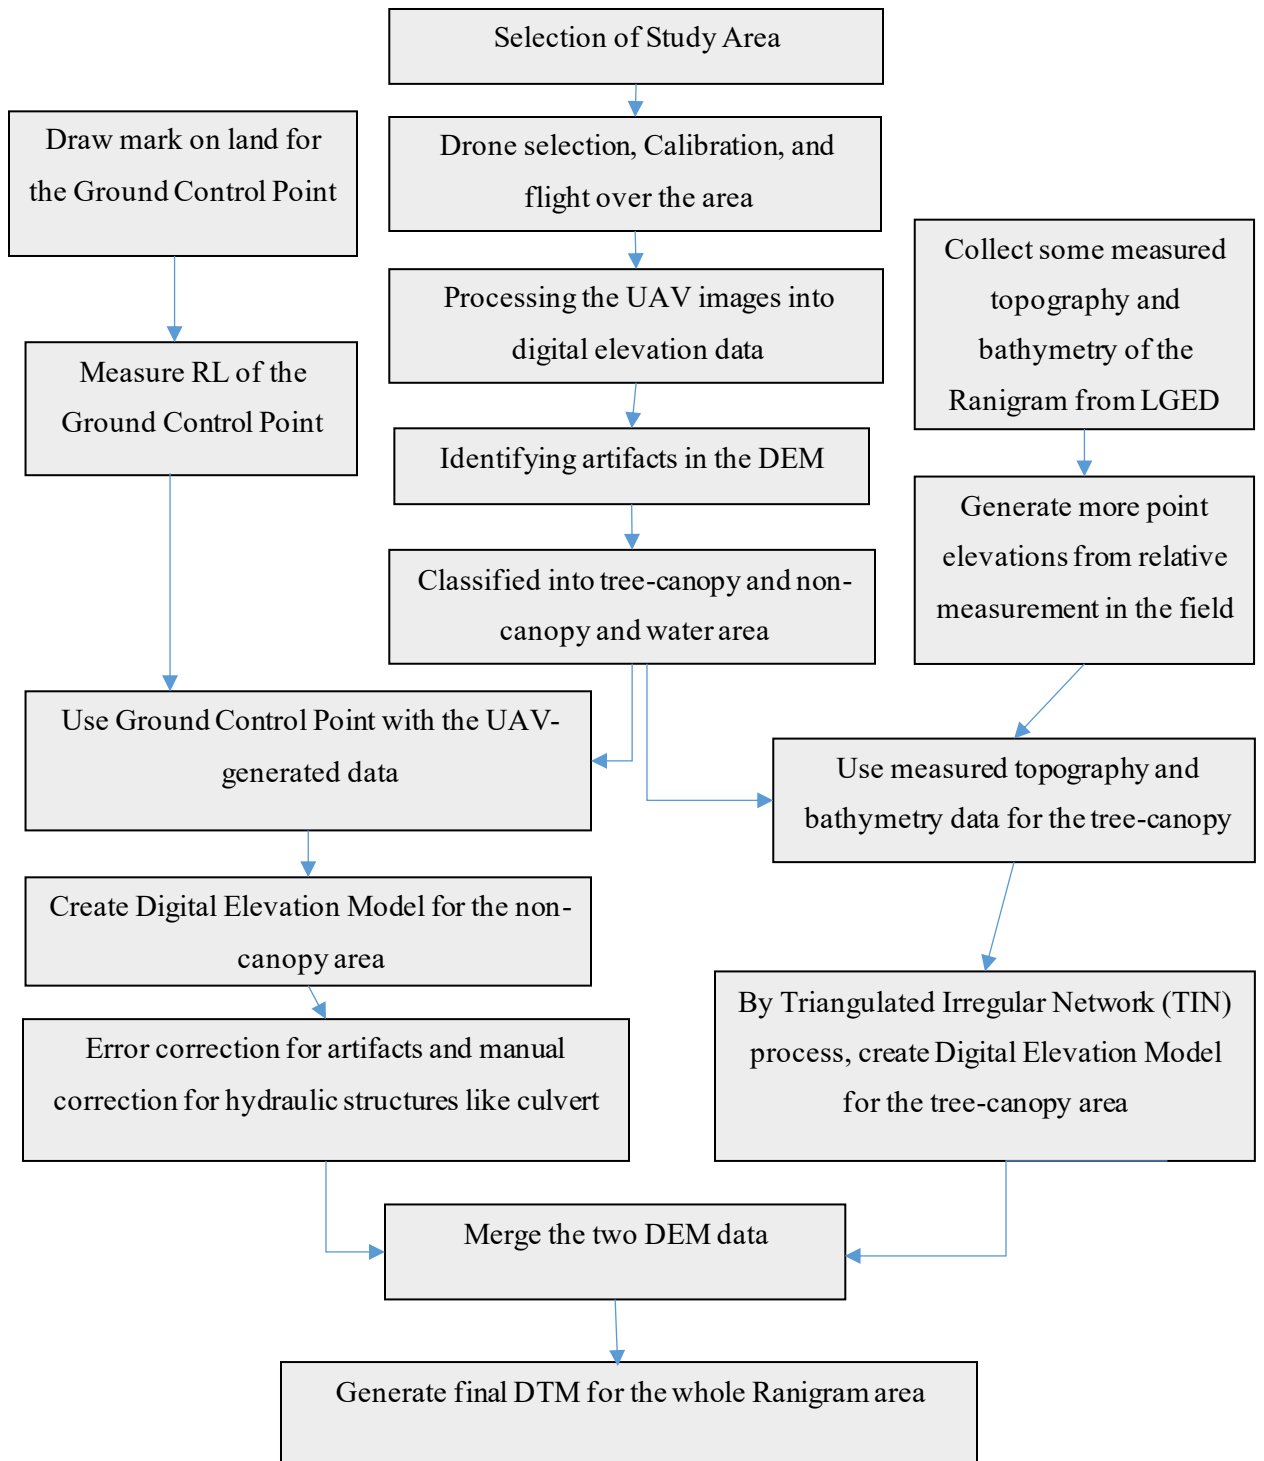 Selection of Study Area
Draw mark on land for
the Ground Control Point
Drone selection, Calibration, and
flight over the area
Collect some measured
topography and
bathymetry of the
Ranigram from LGED
Processing the UAV images into
digital elevation data
Measure RL of the
Ground Control Point
Identifying artifacts in the DEM
Generate more point
elevations from relative
measurement in the field
Classified into tree-canopy and non-
canopy and water area
Use Ground Control Point with the UAV-
generated data
Use measured topography and
bathymetry data for the tree-canopy
Create Digital Elevation Model for the non-
canopy area
By Triangulated Irregular Network (TIN)
process, create Digital Elevation Model
for the tree-canopy area
Error correction for artifacts and manual
correction for hydraulic structures like culvert
Merge the two DEM data
Generate final DTM for the whole Ranigram area